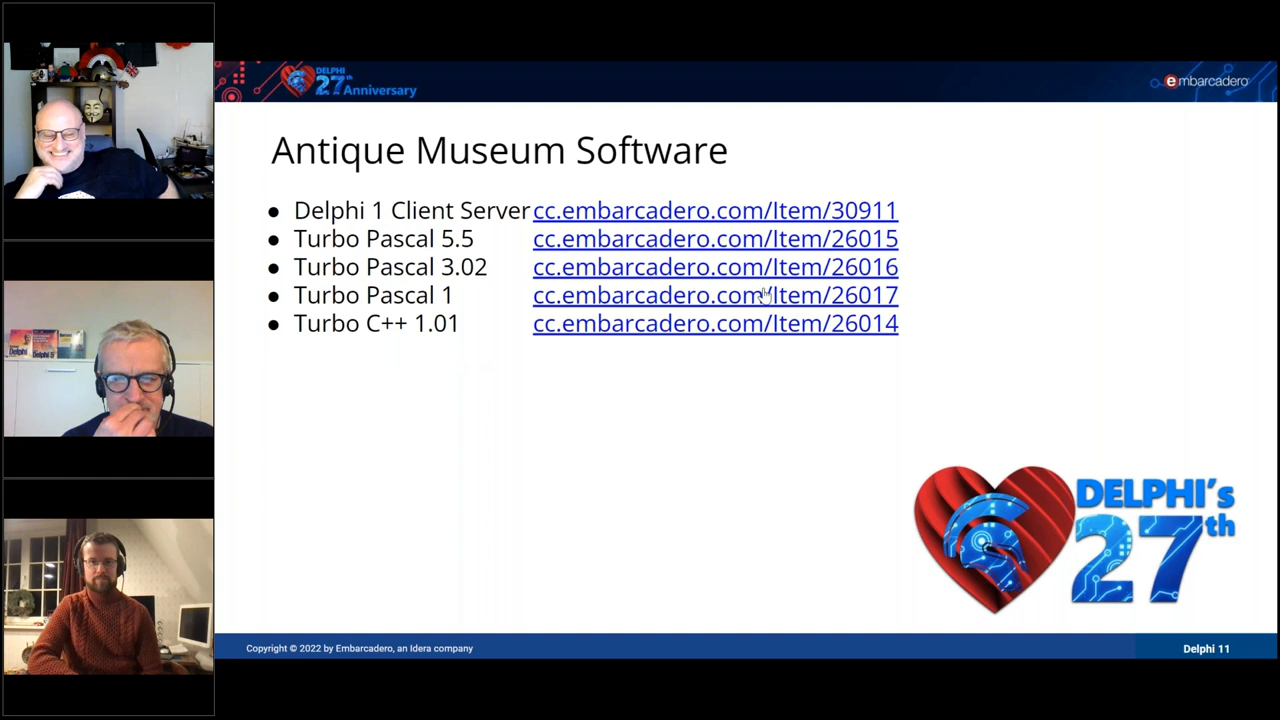 DELPHI
27th Anniversary
embarcadero
Antique Museum Software
● Delphi 1 Client Server cc.embarcadero.com/Item/30911
● Turbo Pascal 5.5 cc.embarcadero.com/Item/26015
● Turbo Pascal 3.02 cc.embarcadero.com/Item/26016
● Turbo Pascal 1 cc.embarcadero.com/Item/26017
● Turbo C++ 1.01 cc.embarcadero.com/Item/26014
DELPHI's
27th
Copyright © 2022 by Embarcadero, an Idera company
Delphi 11